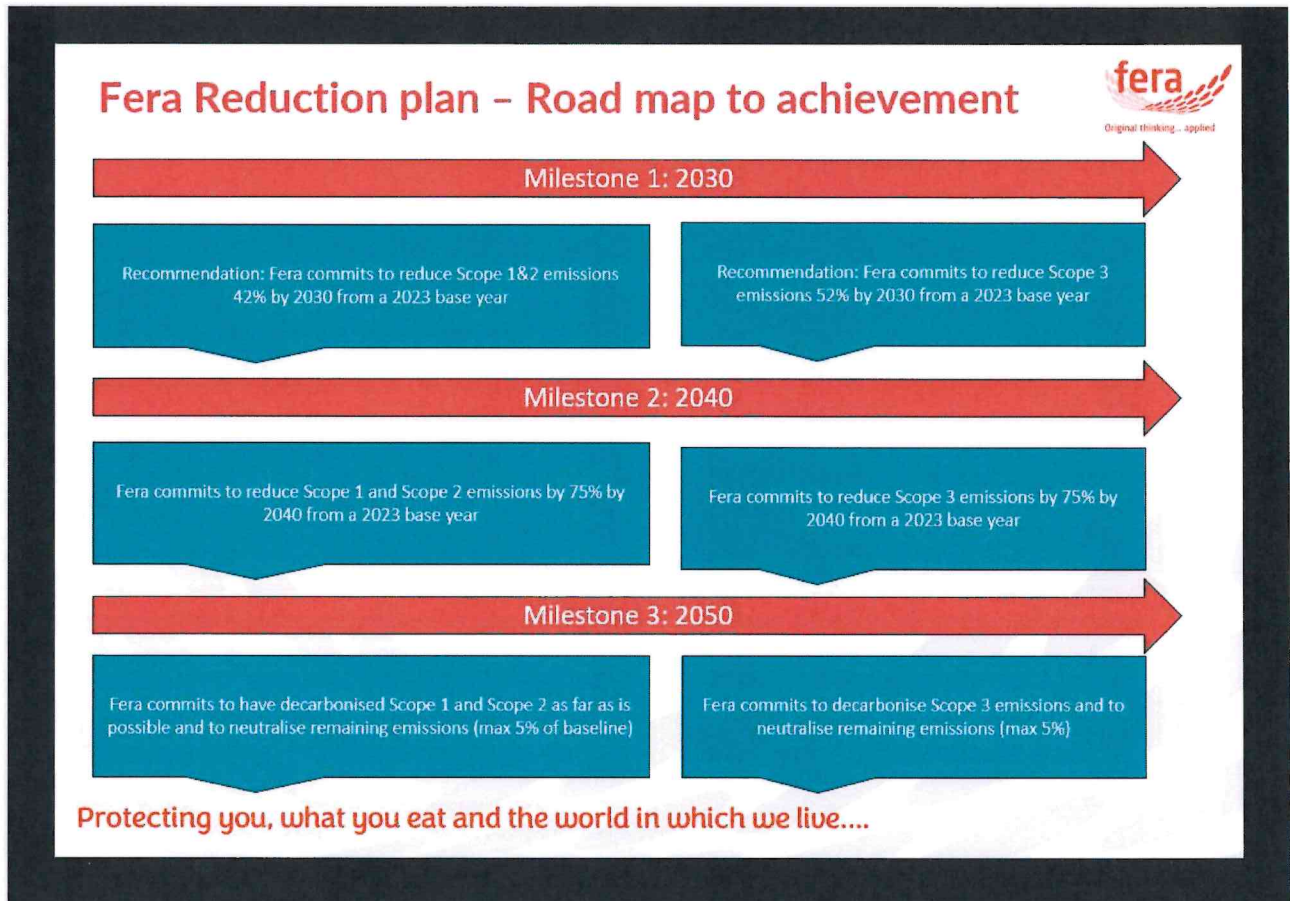 Fera Reduction plan – Road map to achievement
fera
Original thinking... applied
Milestone 1: 2030
Recommendation: Fera commits to reduce Scope 1&2 emissions
42% by 2030 from a 2023 base year
Recommendation: Fera commits to reduce Scope 3
emissions 52% by 2030 from a 2023 base year
Milestone 2: 2040
Fera commits to reduce Scope 1 and Scope 2 emissions by 75% by
2040 from a 2023 base year
Fera commits to reduce Scope 3 emissions by 75% by
2040 from a 2023 base year
Milestone 3: 2050
Fera commits to have decarbonised Scope 1 and Scope 2 as far as is
possible and to neutralise remaining emissions (max 5% of baseline)
Fera commits to decarbonise Scope 3 emissions and to
neutralise remaining emissions (max 5%)
Protecting you, what you eat and the world in which we live....